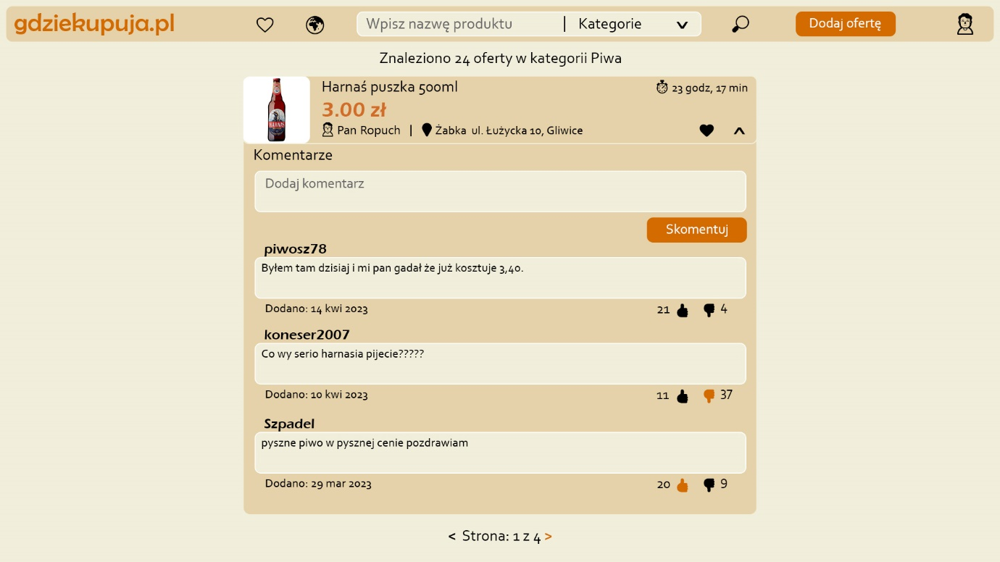 gdziekupuja.pl
Wpisz nazwę produktu | Kategorie
Dodaj ofertę
Znaleziono 24 oferty w kategorii Piwa
HARNAŚ
Harnaś puszka 500ml
23 godz, 17 min
3.00 zł
Pan Ropuch | Żabka ul. Łużycka 10, Gliwice
Komentarze
Dodaj komentarz
Skomentuj
piwosz78
Byłem tam dzisiaj i mi pan gadał że już kosztuje 3,40.
Dodano: 14 kwi 2023
21 4
koneser2007
Co wy serio harnasia pijecie?????
Dodano: 10 kwi 2023
11 37
Szpadel
pyszne piwo w pysznej cenie pozdrawiam
Dodano: 29 mar 2023
20 9
< Strona: 1 z 4 >